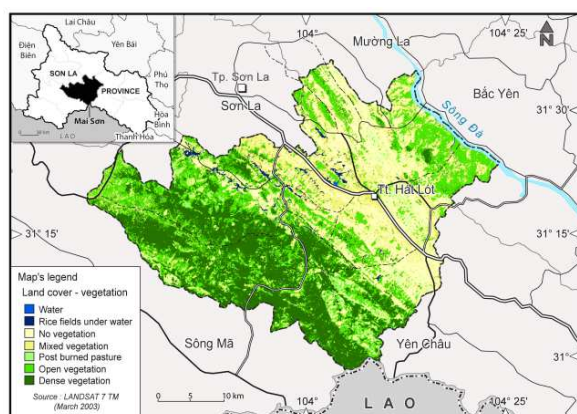 Lai Châu
Điện
Biên
Yên Bái
SON LA
PROVINCE
Phú
Thọ
Mai Sơn
Hòa
Bình
LAO
Thanh Hóa
104°
104° 25'
N
Mường La
Bắc Yên
31° 30'
Sông Đà
Tp. Sơn La
Sơn La
Tt. Hát Lót
31° 15'
31° 15'
Map's legend
Land cover - vegetation
Water
Rice fields under water
No vegetation
Mixed vegetation
Post burned pasture
Open vegetation
Dense vegetation
Source : LANDSAT 7 TM
(March 2003)
Sông Mã
Yên Châu
0 5 10 km
104°
LAO
104° 25'